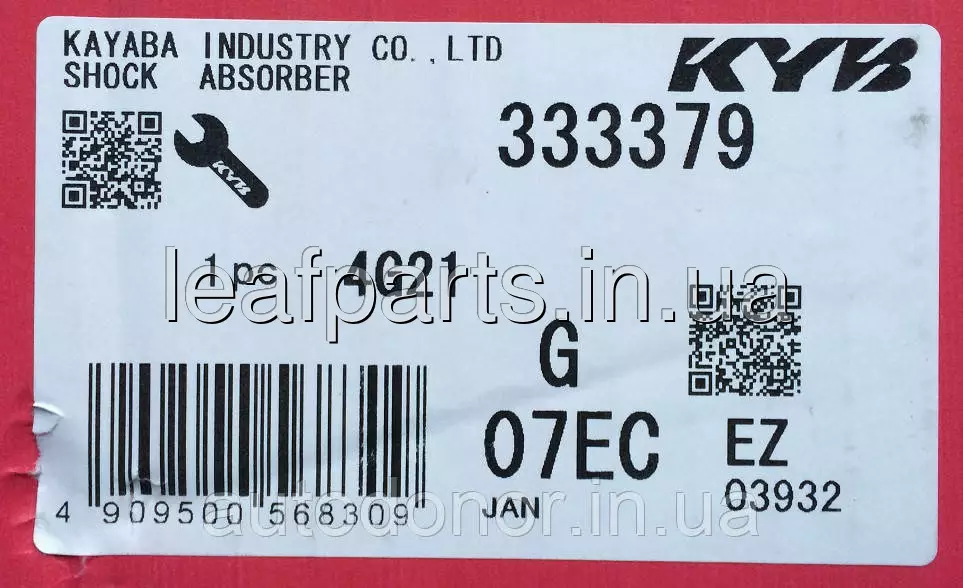 KAYABA INDUSTRY CO.,LTD
SHOCK ABSORBER
KYB
333379
KYB
1 pc 4G21
leafparts.in.ua
G
07EC EZ
JAN 03932
4 909500 568309
autodonor.in.ua